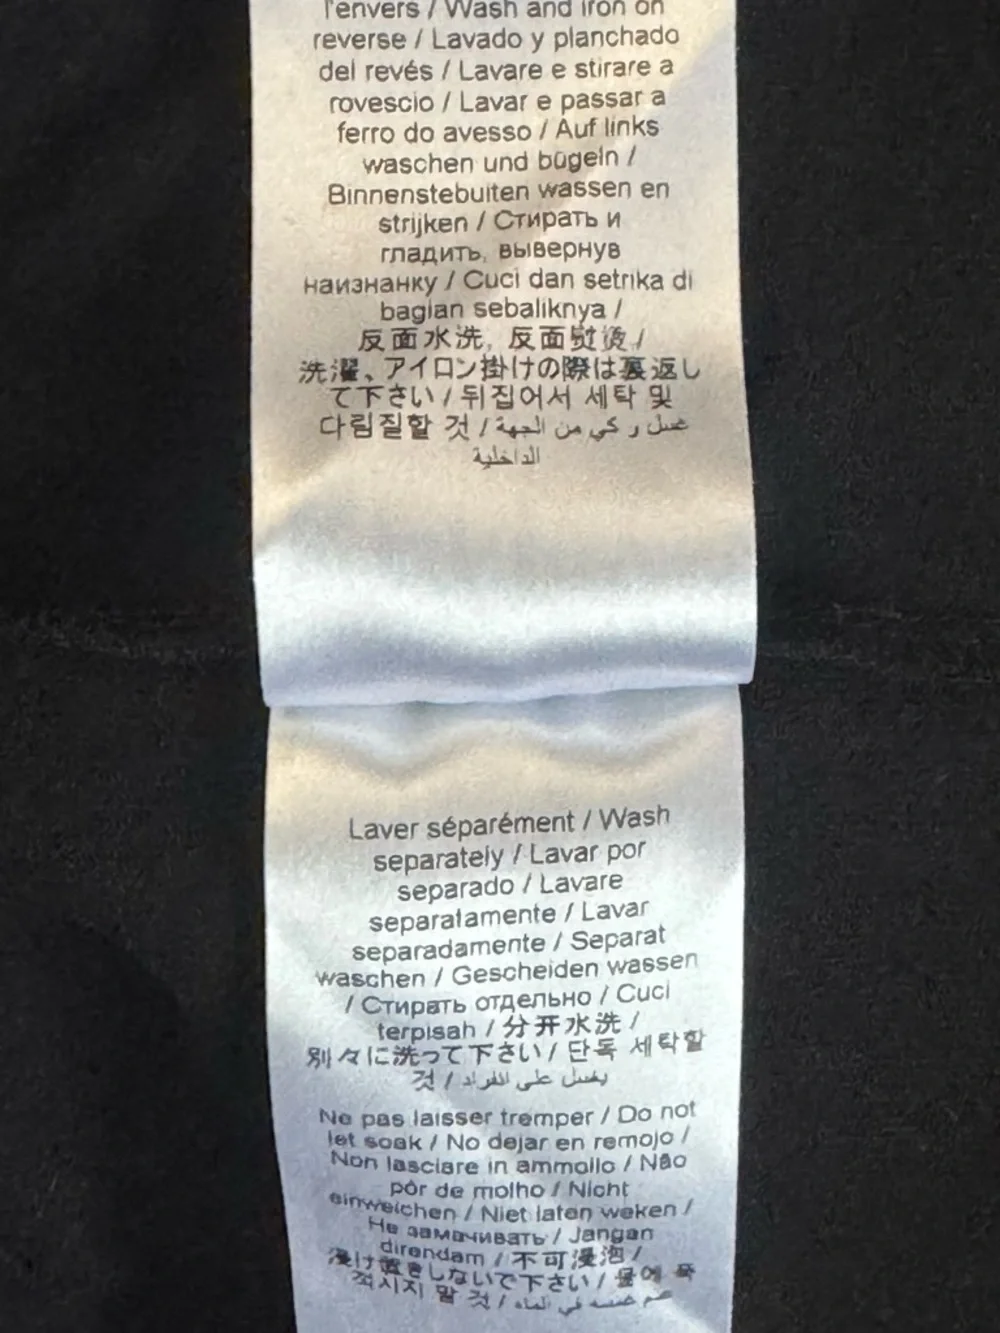 l'envers / Wash and iron on
reverse / Lavado y planchado
del revés / Lavare e stirare a
rovescio / Lavar e passar a
ferro do avesso / Auf links
waschen und bügeln /
Binnenstebuiten wassen en
strijken / Стирать и
гладить, вывернув
наизнанку / Cuci dan setrika di
bagian sebaliknya /
反面水洗, 反面熨烫 /
洗濯、アイロン掛けの際は裏返し
て下さい / 뒤집어서 세탁 및
다림질할 것 / غسل و كي من الجهة
الداخلية
Laver séparément / Wash
separately / Lavar por
separado / Lavare
separatamente / Lavar
separadamente / Separat
waschen / Gescheiden wassen
/ Стирать отдельно / Cuci
terpisah / 分开水洗 /
別々に洗って下さい / 단독 세탁할
것 / يغسل على انفراد
Ne pas laisser tremper / Do not
let soak / No dejar en remojo /
Non lasciare in ammollo / Não
pôr de molho / Nicht
einweichen / Niet laten weken /
Не замачивать / Jangan
direndam / 不可浸泡 /
浸け置きしないで下さい / 물에 푹
적시지 말 것 / في الماء